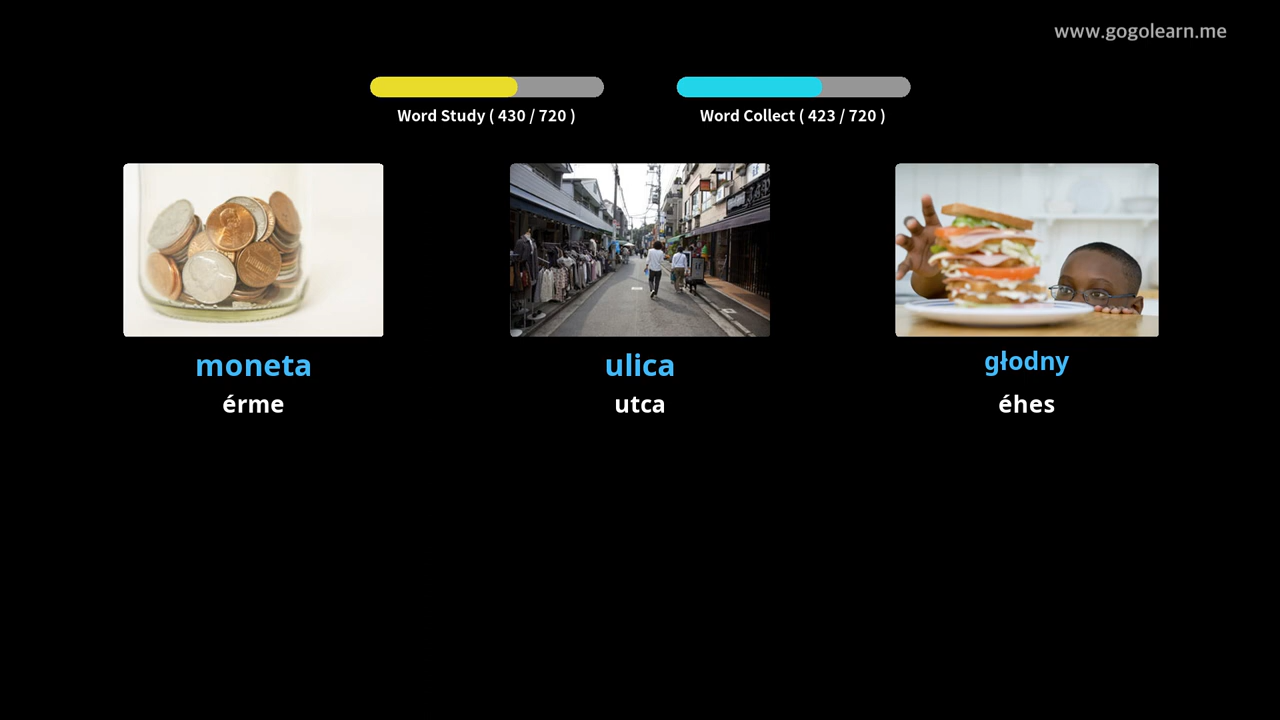 www.gogolearn.me
Word Study ( 430 / 720 )
Word Collect ( 423 / 720 )
moneta
érme
ulica
utca
głodny
éhes